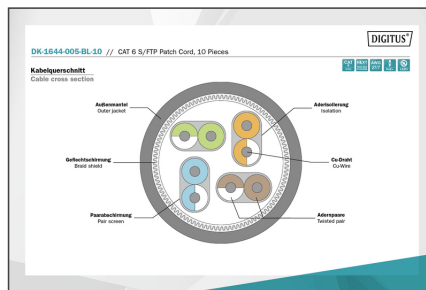 DIGITUS®
DK-1644-005-BL-10 // CAT 6 S/FTP Patch Cord, 10 Pieces
Kabelquerschnitt
Cable cross section
Außenmantel
Outer jacket
Aderisolierung
Isolation
Geflechtschirmung
Braid shield
Cu-Draht
Cu-Wire
Paarabschirmung
Pair screen
Adernpaare
Twisted pair